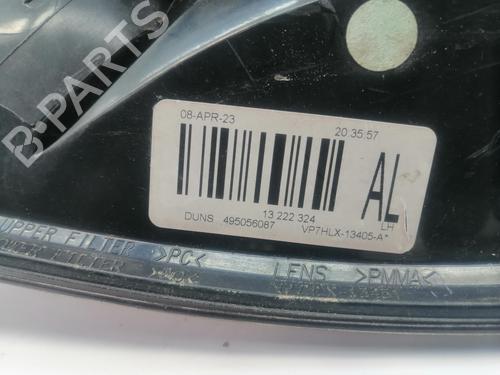 B-PARTS
08-APR-23 20:35:57
AL
LH
13 222 324
DUNS 495056087 VP7HLX-13405-A*
UPPER FILTER >PC<
LENS >PMMA<